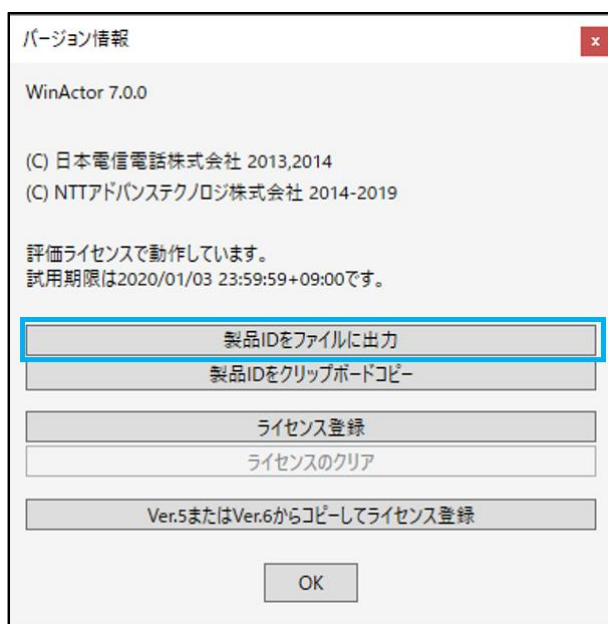 バージョン情報
x
WinActor 7.0.0
(C) 日本電信電話株式会社 2013,2014
(C) NTTアドバンステクノロジ株式会社 2014-2019
評価ライセンスで動作しています。
試用期限は2020/01/03 23:59:59+09:00です。
製品IDをファイルに出力
製品IDをクリップボードコピー
ライセンス登録
ライセンスのクリア
Ver.5またはVer.6からコピーしてライセンス登録
OK